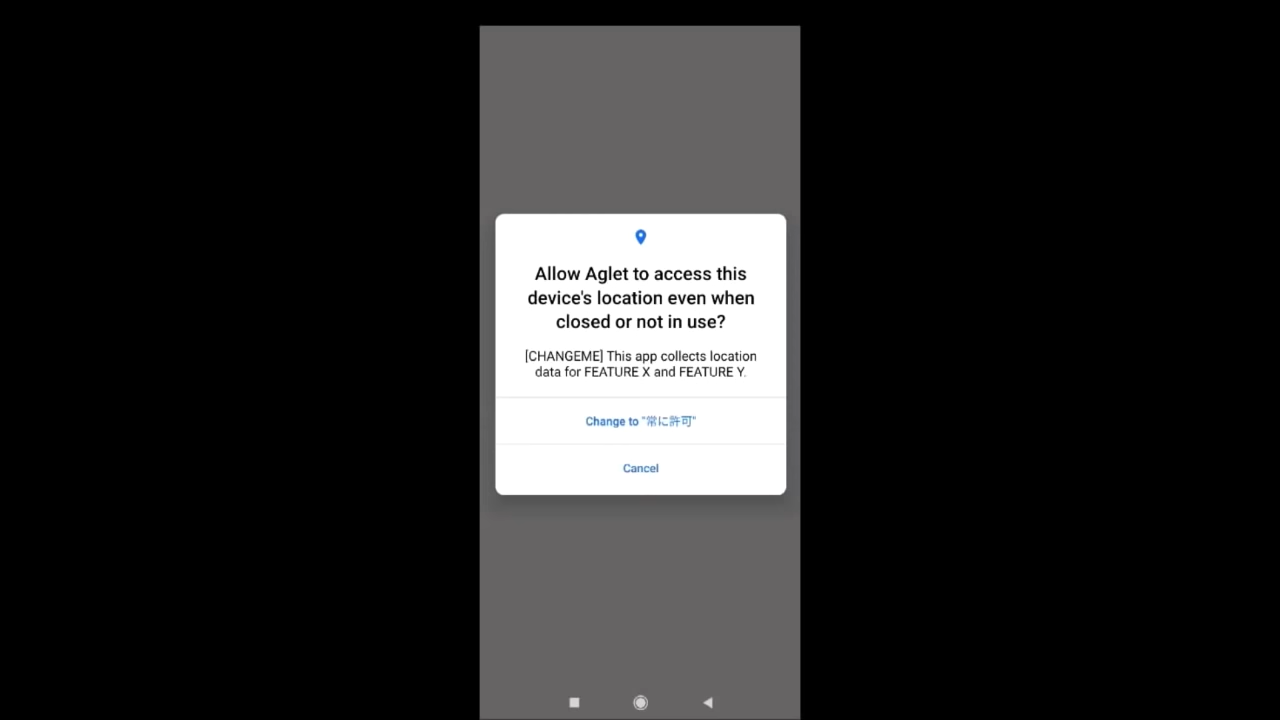 Allow Aglet to access this
device's location even when
closed or not in use?
[CHANGEME] This app collects location
data for FEATURE X and FEATURE Y.
Change to "常に許可"
Cancel